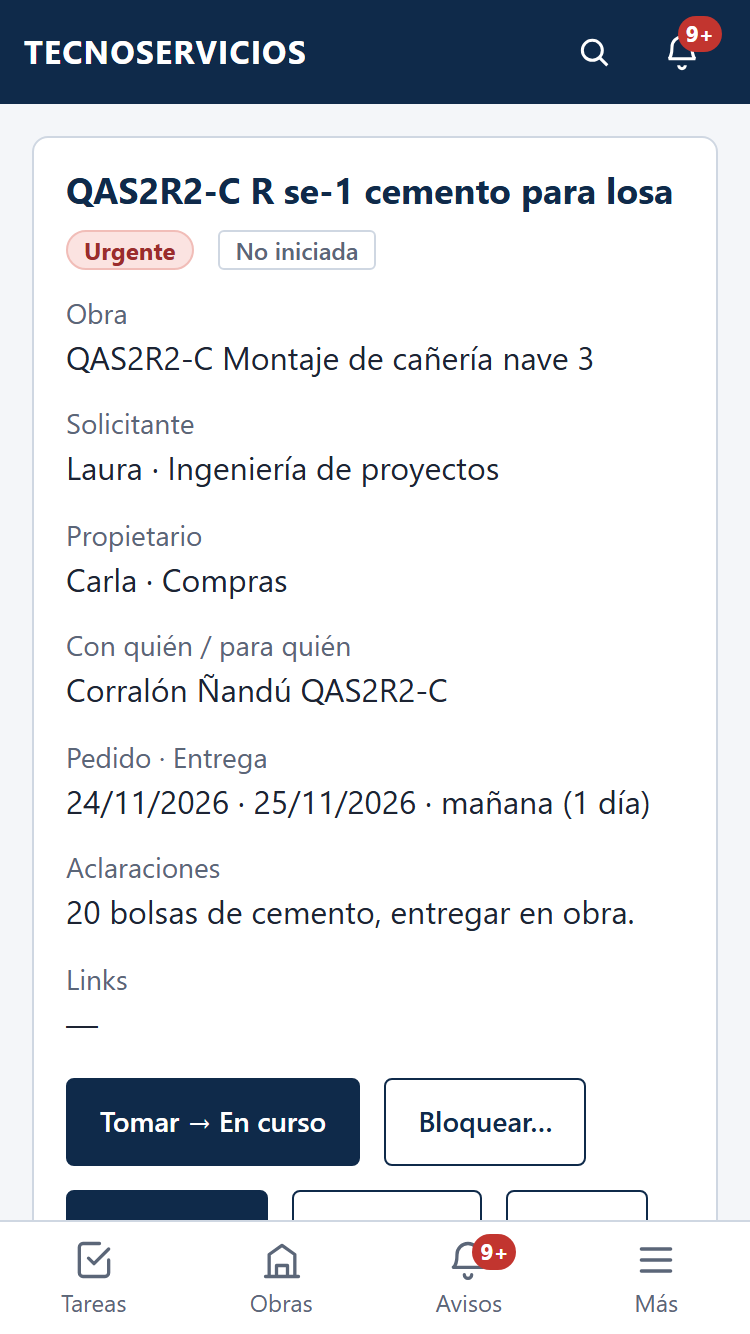 TECNOSERVICIOS
9+
QAS2R2-C R se-1 cemento para losa
Urgente
No iniciada
Obra
QAS2R2-C Montaje de cañería nave 3
Solicitante
Laura · Ingeniería de proyectos
Propietario
Carla · Compras
Con quién / para quién
Corralón Ñandú QAS2R2-C
Pedido · Entrega
24/11/2026 · 25/11/2026 · mañana (1 día)
Aclaraciones
20 bolsas de cemento, entregar en obra.
Links
—
Tomar → En curso
Bloquear...
9+
Tareas
Obras
Avisos
Más